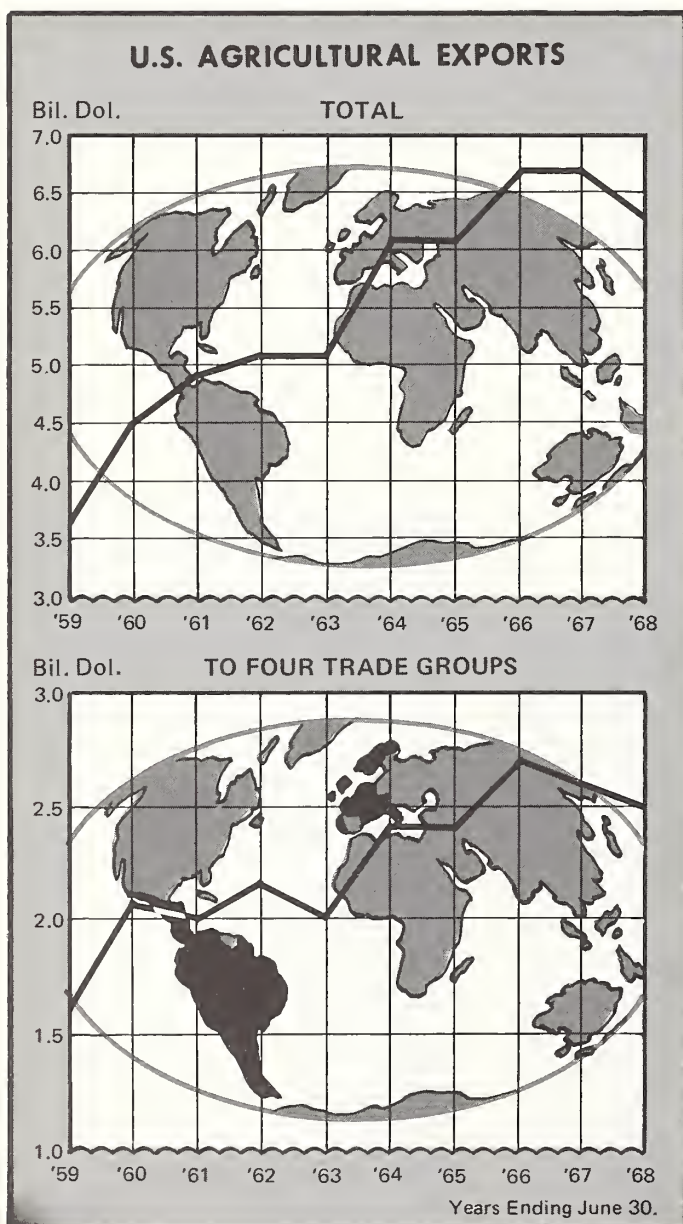 U.S. AGRICULTURAL EXPORTS
Bil. Dol. TOTAL
7.0
6.5
6.0
5.5
5.0
4.5
4.0
3.5
3.0
'59 '60 '61 '62 '63 '64 '65 '66 '67 '68
Bil. Dol. TO FOUR TRADE GROUPS
3.0
2.5
2.0
1.5
1.0
'59 '60 '61 '62 '63 '64 '65 '66 '67 '68
Years Ending June 30.